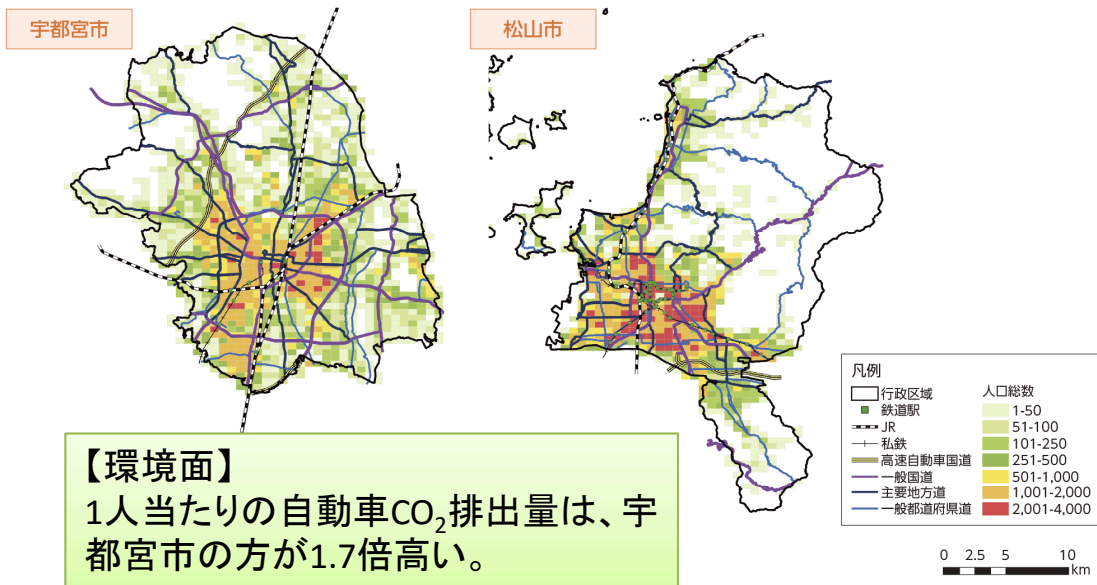 宇都宮市
松山市
凡例
行政区域
鉄道駅
JR
私鉄
高速自動車国道
一般国道
主要地方道
一般都道府県道
人口総数
1-50
51-100
101-250
251-500
501-1,000
1,001-2,000
2,001-4,000
【環境面】
1人当たりの自動車CO₂排出量は、宇
都宮市の方が1.7倍高い。
0 2.5 5 10
km